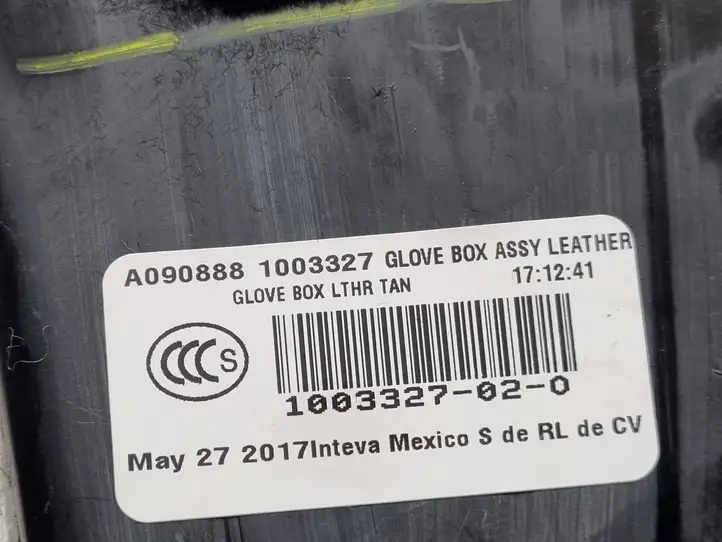 A090888 1003327 GLOVE BOX ASSY LEATHER
GLOVE BOX LTHR TAN 17:12:41
CCC S
1003327-02-0
May 27 2017Inteva Mexico S de RL de CV